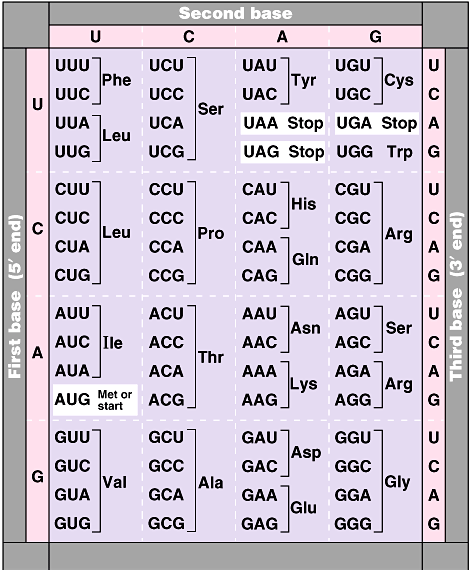 Second base
U C A G
First base (5′ end)
U
UUU UCU UAU UGU U
UUC Phe UCC UAC Tyr UGC Cys C
UUA UCA Ser UAA Stop UGA Stop A
UUG Leu UCG UAG Stop UGG Trp G
C
CUU CCU CAU CGU U
CUC CCC CAC His CGC C
CUA Leu CCA Pro CAA CGA Arg A
CUG CCG CAG Gln CGG G
A
AUU ACU AAU AGU U
AUC Ile ACC AAC Asn AGC Ser C
AUA ACA Thr AAA AGA A
AUG Met or start ACG AAG Lys AGG Arg G
G
GUU GCU GAU GGU U
GUC GCC GAC Asp GGC C
GUA Val GCA Ala GAA GGA Gly A
GUG GCG GAG Glu GGG G
Third base (3′ end)